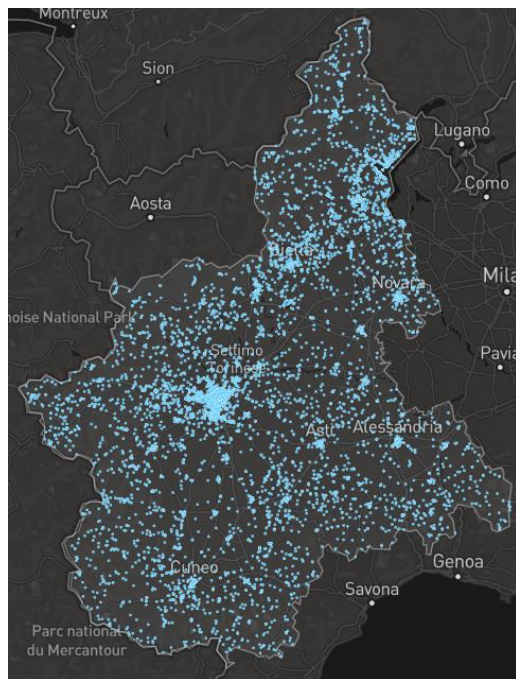 Montreux
Sion
Lugano
Como
Aosta
Biella
Novara
Mila
noise National Park
Settimo
Torinese
Pavia
Asti
Alessandria
Cuneo
Genoa
Savona
Parc national
du Mercantour